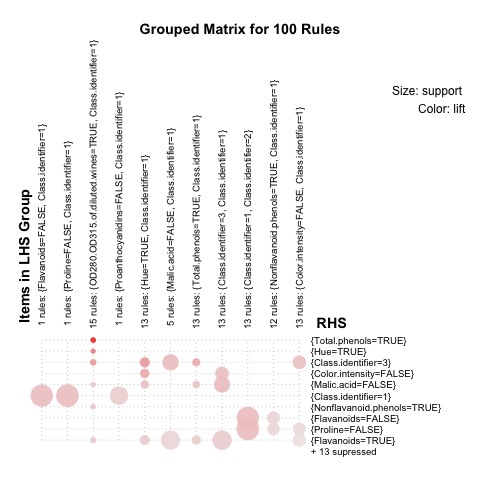 Grouped Matrix for 100 Rules
Size: support
Color: lift
Items in LHS Group
1 rules: {Flavanoids=FALSE, Class.identifier=1}
1 rules: {Proline=FALSE, Class.identifier=1}
15 rules: {OD280.OD315.of.diluted.wines=TRUE, Class.identifier=1}
1 rules: {Proanthocyanidins=FALSE, Class.identifier=1}
13 rules: {Hue=TRUE, Class.identifier=1}
5 rules: {Malic.acid=FALSE, Class.identifier=1}
13 rules: {Total.phenols=TRUE, Class.identifier=1}
13 rules: {Class.identifier=3, Class.identifier=1}
13 rules: {Class.identifier=1, Class.identifier=2}
12 rules: {Nonflavanoid.phenols=TRUE, Class.identifier=1}
13 rules: {Color.intensity=FALSE, Class.identifier=1}
RHS
{Total.phenols=TRUE}
{Hue=TRUE}
{Class.identifier=3}
{Color.intensity=FALSE}
{Malic.acid=FALSE}
{Class.identifier=1}
{Nonflavanoid.phenols=TRUE}
{Flavanoids=FALSE}
{Proline=FALSE}
{Flavanoids=TRUE}
+ 13 supressed